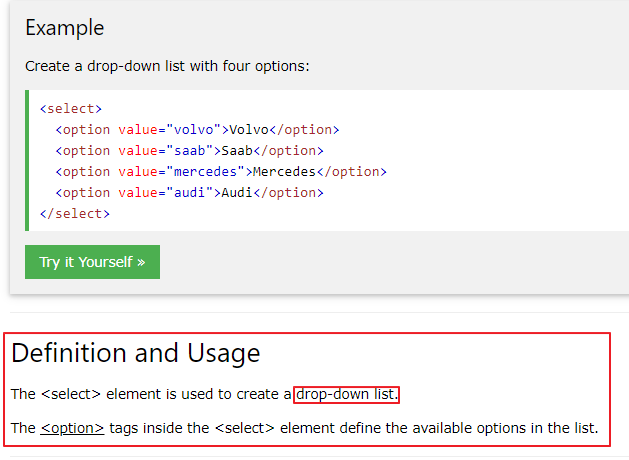 Example
Create a drop-down list with four options:
<select>
  <option value="volvo">Volvo</option>
  <option value="saab">Saab</option>
  <option value="mercedes">Mercedes</option>
  <option value="audi">Audi</option>
</select>
Try it Yourself »
Definition and Usage
The <select> element is used to create a drop-down list.
The <option> tags inside the <select> element define the available options in the list.